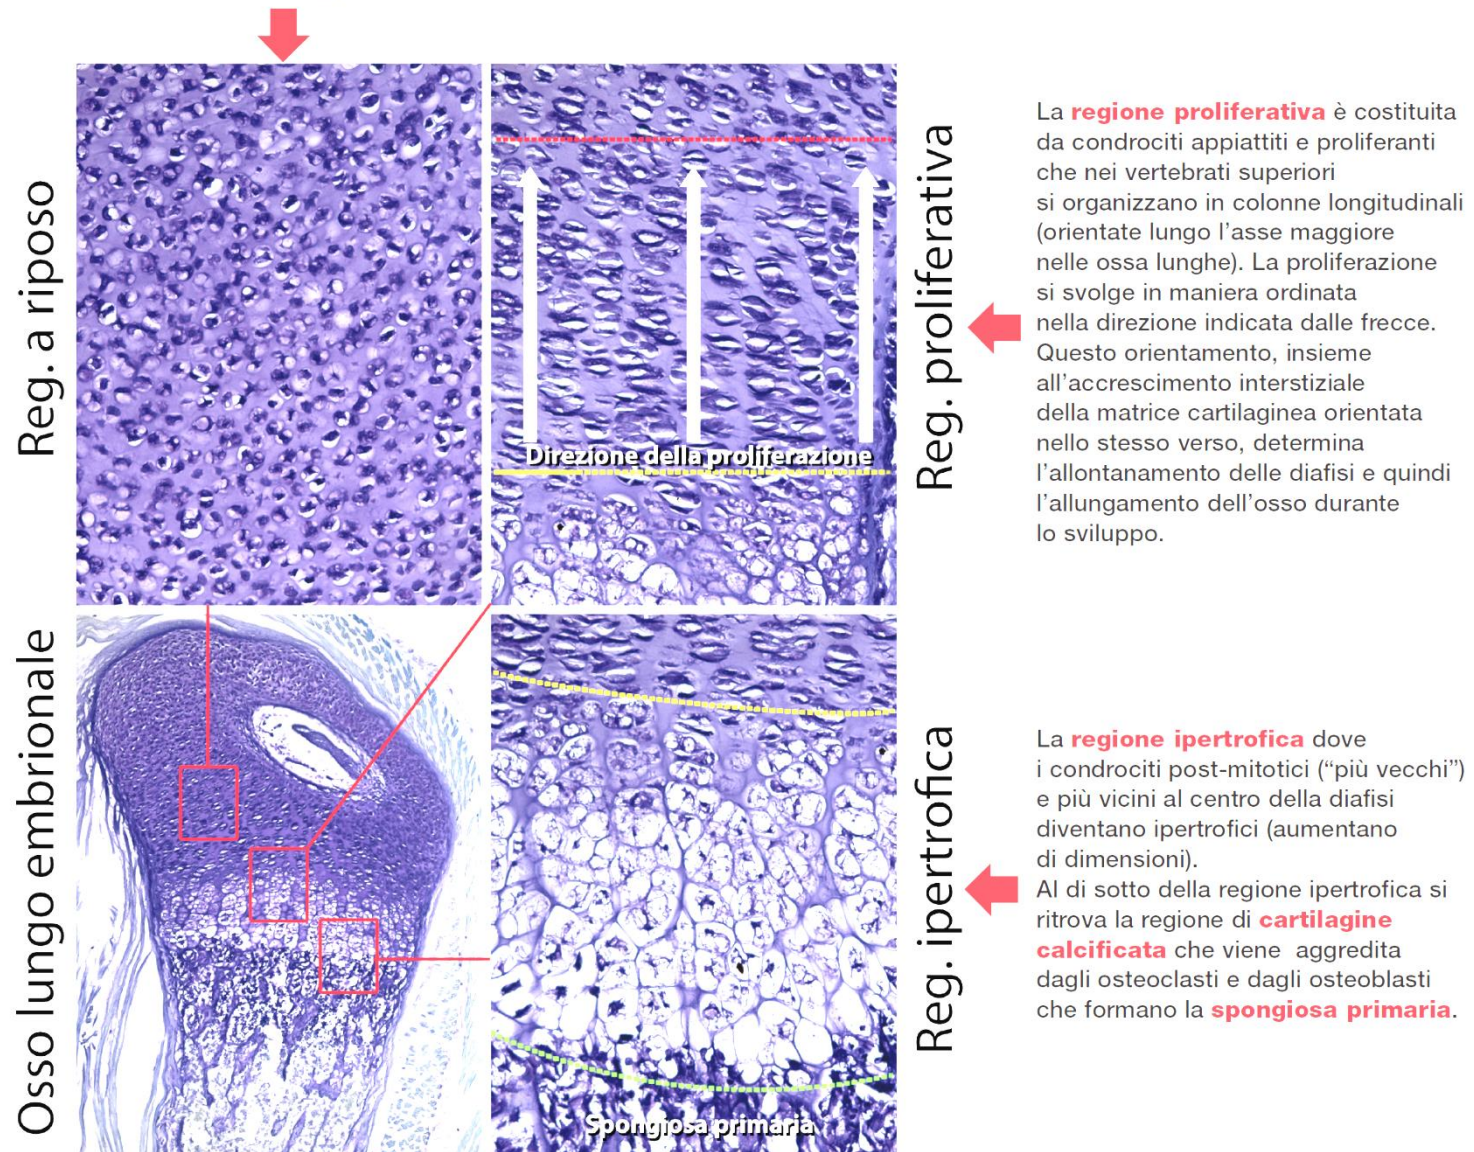 Reg. a riposo
Direzione della proliferazione
Reg. proliferativa
La regione proliferativa è costituita
da condrociti appiattiti e proliferanti
che nei vertebrati superiori
si organizzano in colonne longitudinali
(orientate lungo l'asse maggiore
nelle ossa lunghe). La proliferazione
si svolge in maniera ordinata
nella direzione indicata dalle frecce.
Questo orientamento, insieme
all'accrescimento interstiziale
della matrice cartilaginea orientata
nello stesso verso, determina
l'allontanamento delle diafisi e quindi
l'allungamento dell'osso durante
lo sviluppo.
Osso lungo embrionale
Spongiosa primaria
Reg. ipertrofica
La regione ipertrofica dove
i condrociti post-mitotici (“più vecchi”)
e più vicini al centro della diafisi
diventano ipertrofici (aumentano
di dimensioni).
Al di sotto della regione ipertrofica si
ritrova la regione di cartilagine
calcificata che viene aggredita
dagli osteoclasti e dagli osteoblasti
che formano la spongiosa primaria.